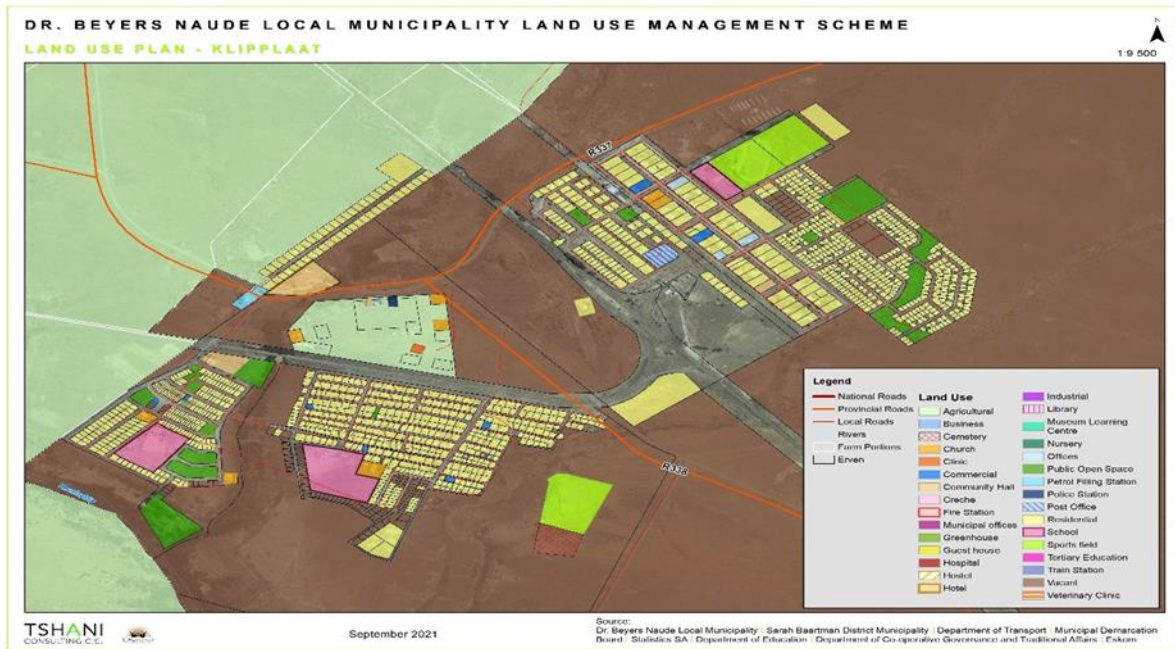 DR. BEYERS NAUDE LOCAL MUNICIPALITY LAND USE MANAGEMENT SCHEME
LAND USE PLAN - KLIPPLAAT
1:9 500
R337
R338
Legend
National Roads
Provincial Roads
Local Roads
Rivers
Farm Portions
Erven
Land Use
Agricultural
Business
Cemetery
Church
Clinic
Commercial
Community Hall
Creche
Fire Station
Municipal offices
Greenhouse
Guest house
Hospital
Hostel
Hotel
Industrial
Library
Museum Learning
Centre
Nursery
Offices
Public Open Space
Petrol Filling Station
Police Station
Post Office
Residential
School
Sports field
Tertiary Education
Train Station
Vacant
Veterinary Clinic
TSHANI
CONSULTING C.C.
September 2021
Source:
Dr. Beyers Naude Local Municipality | Sarah Baartman District Municipality | Department of Transport | Municipal Demarcation
Board | Statistics SA | Department of Education | Department of Co-operative Governance and Traditional Affairs | Eskom